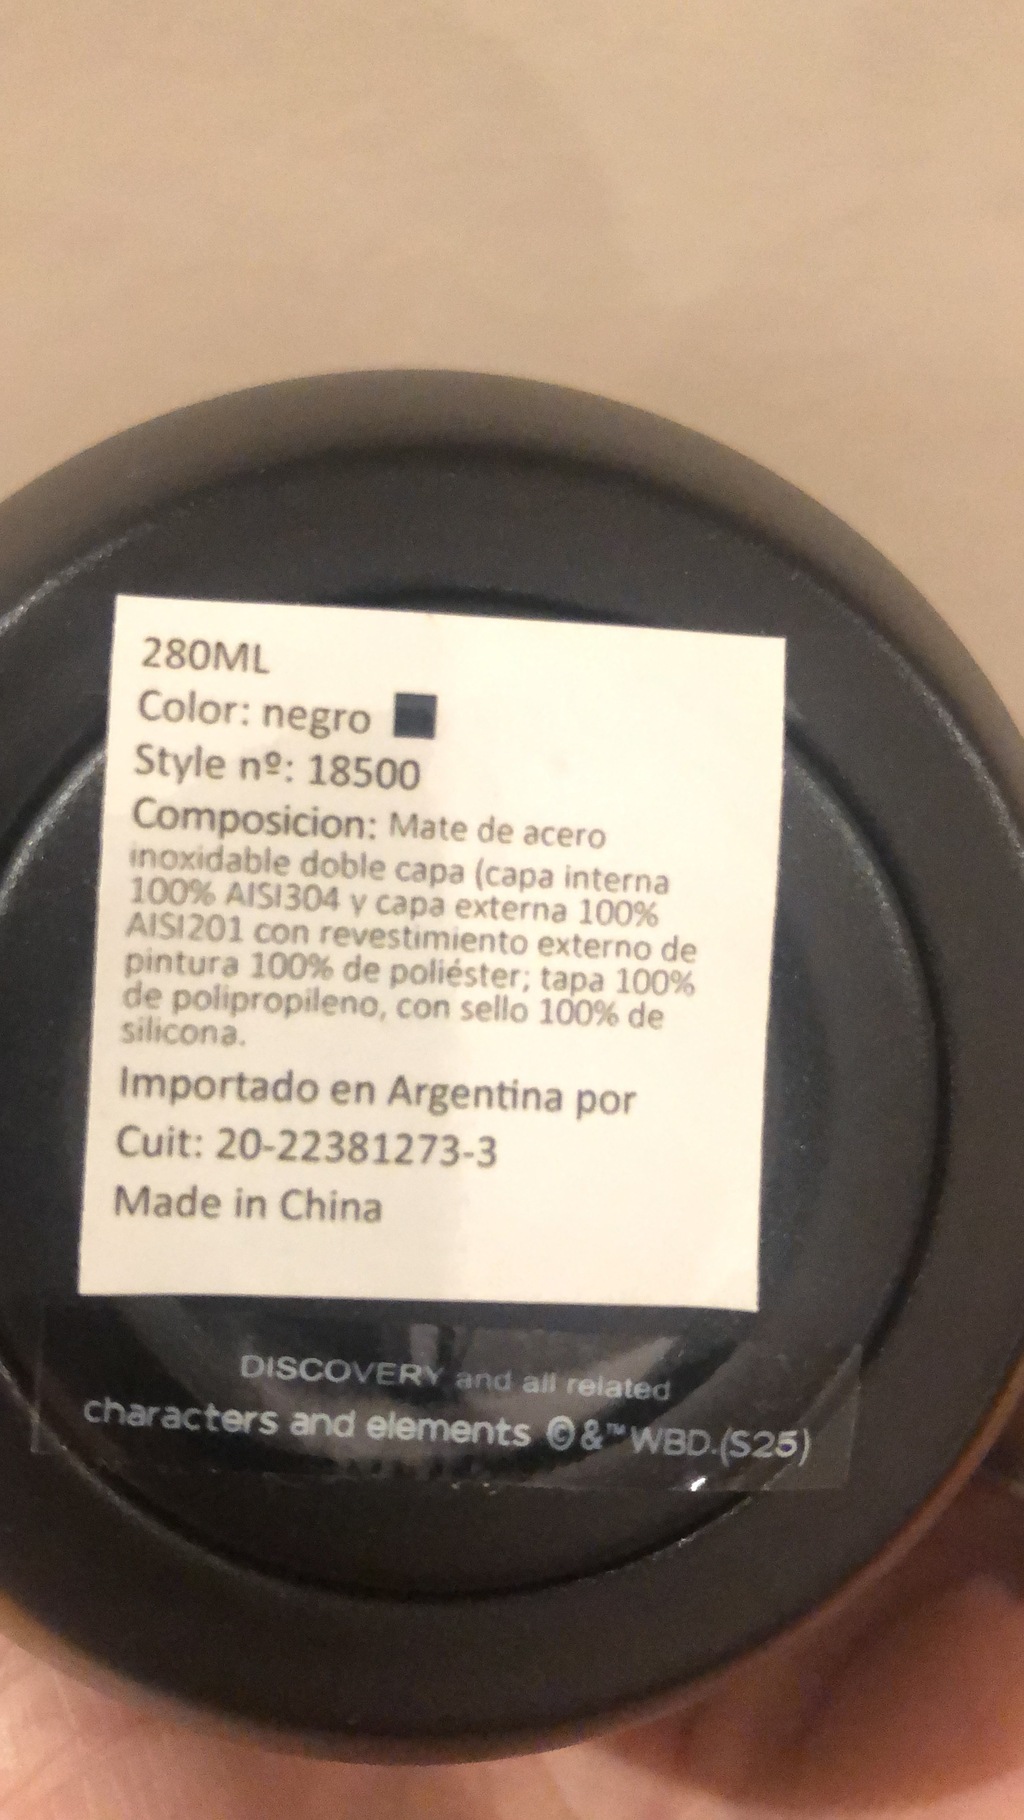 280ML
Color: negro
Style nº: 18500
Composicion: Mate de acero
inoxidable doble capa (capa interna
100% AISI304 y capa externa 100%
AISI201 con revestimiento externo de
pintura 100% de poliéster; tapa 100%
de polipropileno, con sello 100% de
silicona.
Importado en Argentina por
Cuit: 20-22381273-3
Made in China
DISCOVERY and all related
characters and elements ©&™WBD.(S25)